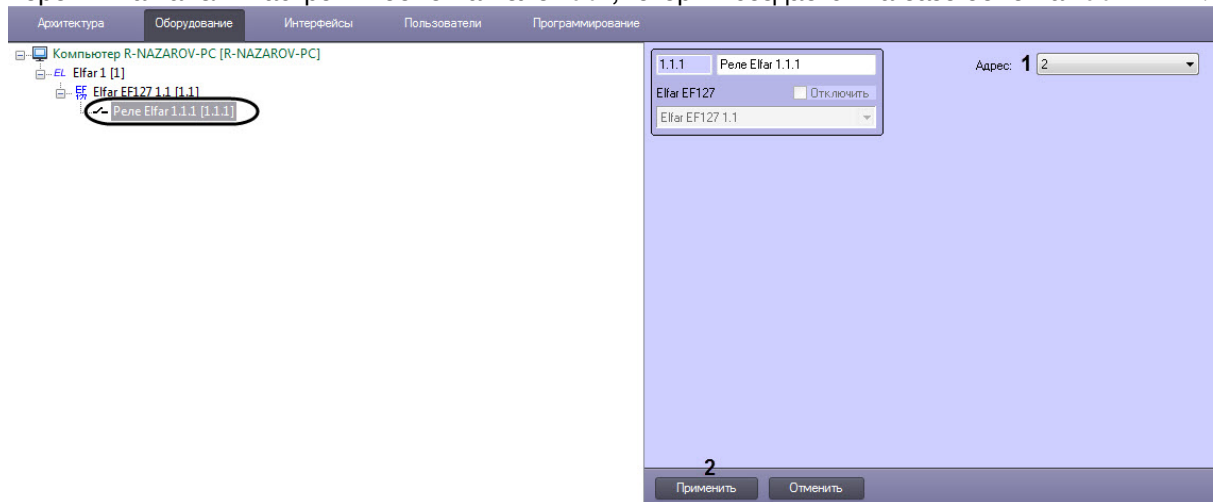 Архитектура Оборудование Интерфейсы Пользователи Программирование
Компьютер R-NAZAROV-PC [R-NAZAROV-PC]
EL Elfar 1 [1]
EF Elfar EF127 1.1 [1.1]
Реле Elfar 1.1.1 [1.1.1]
1.1.1 Реле Elfar 1.1.1
Адрес: 1 2
Elfar EF127 Отключить
Elfar EF127 1.1
2
Применить Отменить